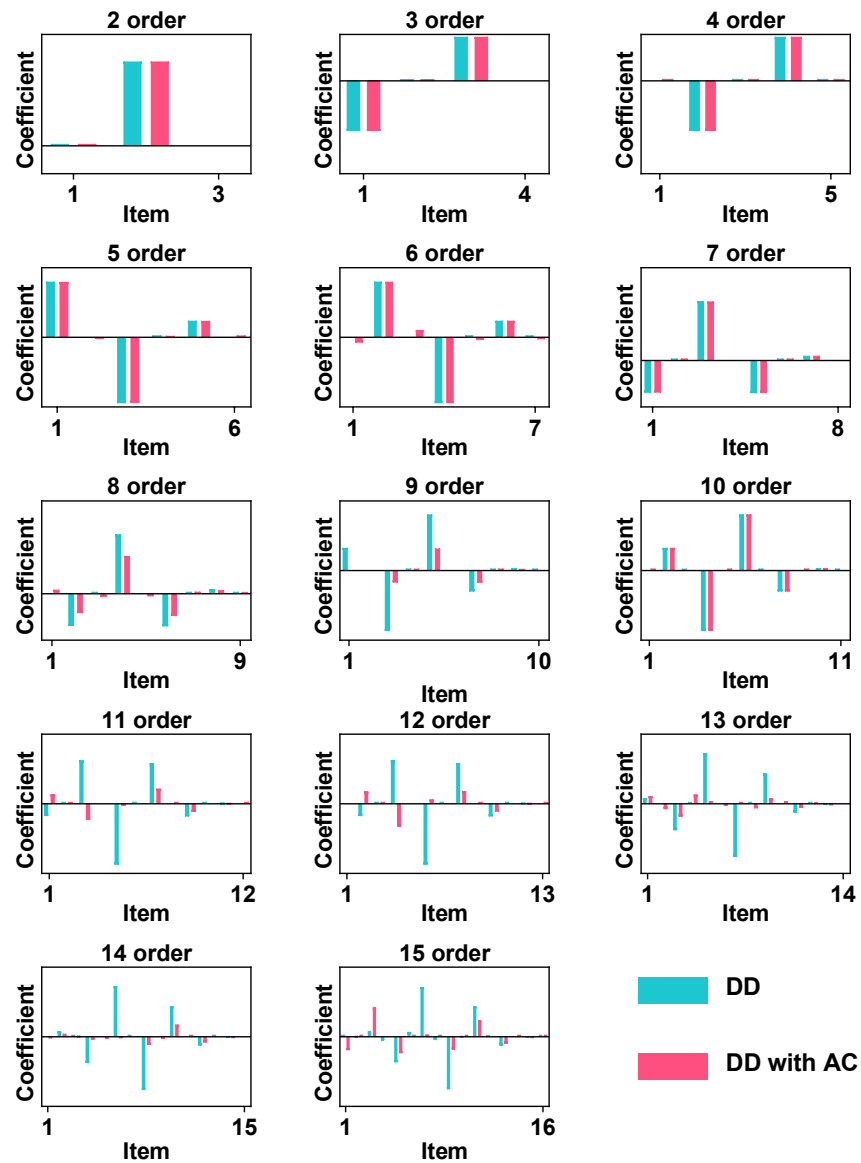 2 order
3 order
4 order
Coefficient
Coefficient
Coefficient
1
3
1
4
1
5
Item
Item
Item
5 order
6 order
7 order
Coefficient
Coefficient
Coefficient
1
6
1
7
1
8
Item
Item
Item
8 order
9 order
10 order
Coefficient
Coefficient
Coefficient
1
9
1
10
1
11
Item
Item
Item
11 order
12 order
13 order
Coefficient
Coefficient
Coefficient
1
12
1
13
1
14
Item
Item
Item
14 order
15 order
Coefficient
Coefficient
1
15
1
16
Item
Item
DD
DD with AC